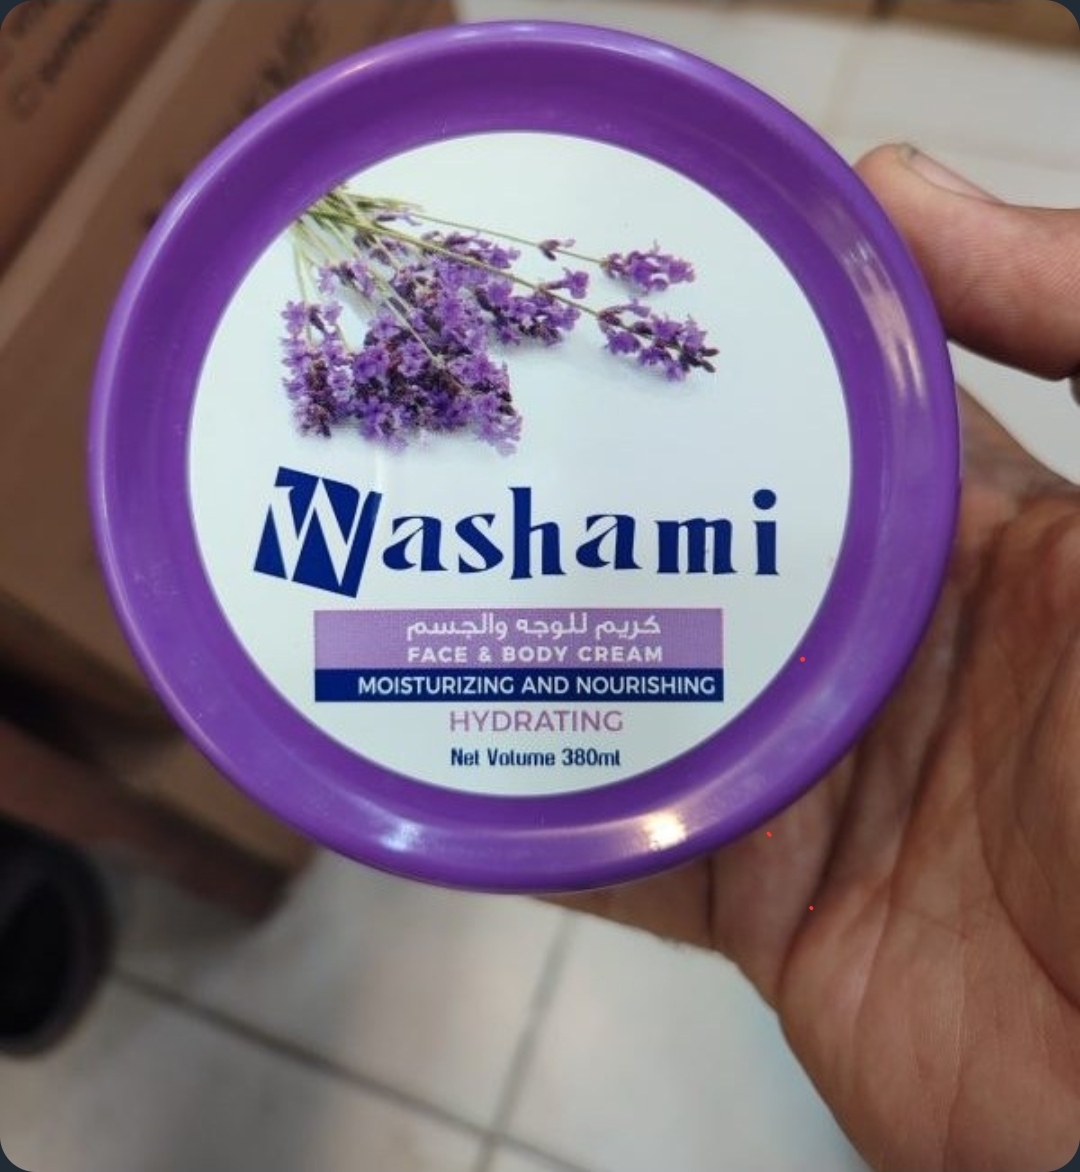 Washami
كريم للوجه والجسم
FACE & BODY CREAM
MOISTURIZING AND NOURISHING
HYDRATING
Net Volume 380ml